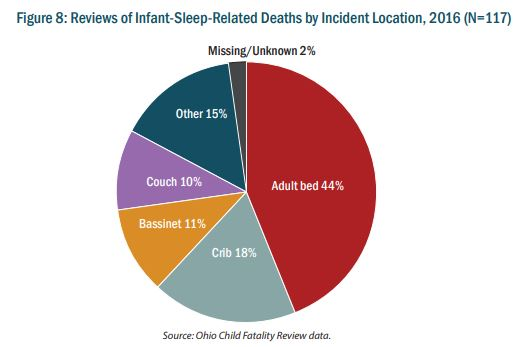 Figure 8: Reviews of Infant-Sleep-Related Deaths by Incident Location, 2016 (N=117)
Missing/Unknown 2%
Other 15%
Adult bed 44%
Couch 10%
Bassinet 11%
Crib 18%
Source: Ohio Child Fatality Review data.